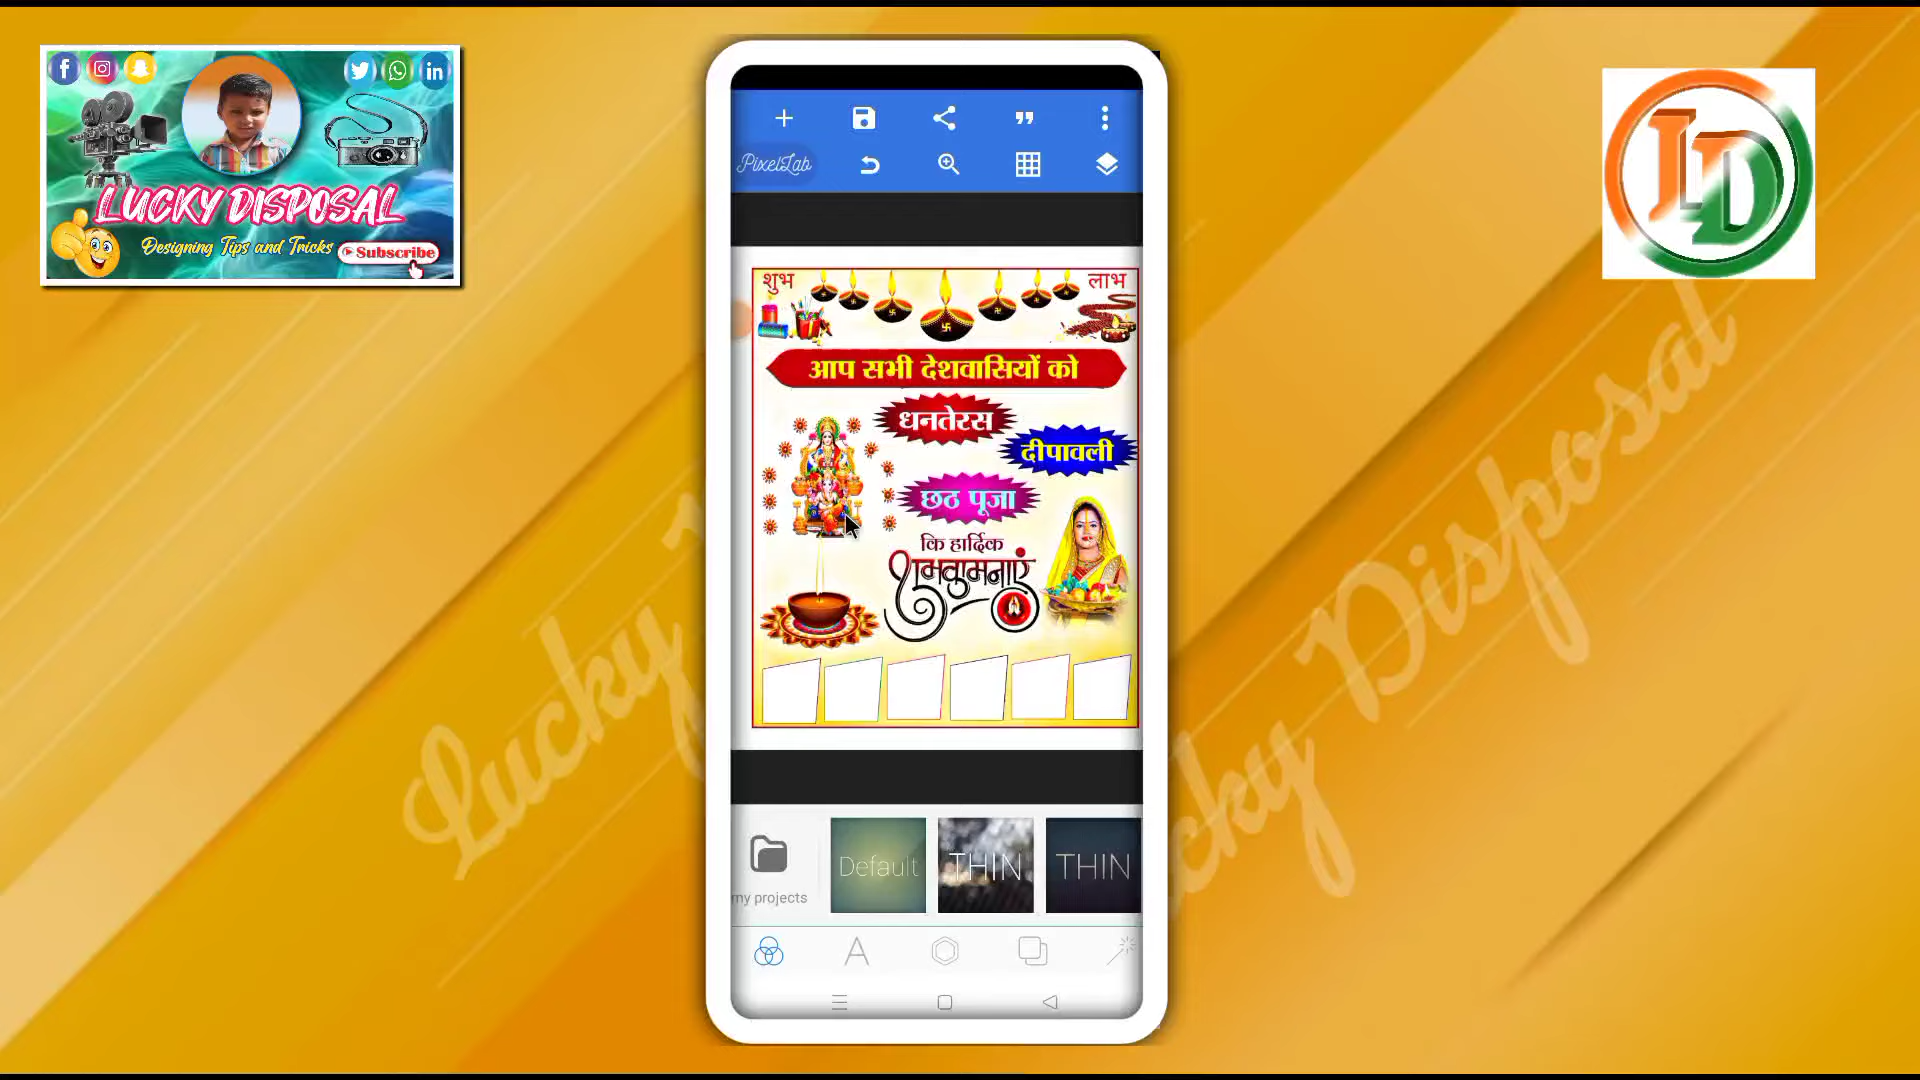 LUCKY DISPOSAL
Designing Tips and Tricks
Subscribe
LD
PixelLab
शुभ
लाभ
आप सभी देशवासियों को
धनतेरस
दीपावली
छठ पूजा
कि हार्दिक
शुभकामनाएं
my projects
Default
THIN
THIN
Lucky Disposal